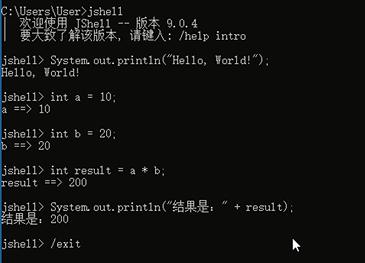 C:\Users\User>jshell
|  欢迎使用 JShell -- 版本 9.0.4
|  要大致了解该版本, 请键入: /help intro
jshell> System.out.println("Hello, World!");
Hello, World!
jshell> int a = 10;
a ==> 10
jshell> int b = 20;
b ==> 20
jshell> int result = a * b;
result ==> 200
jshell> System.out.println("结果是：" + result);
结果是：200
jshell> /exit